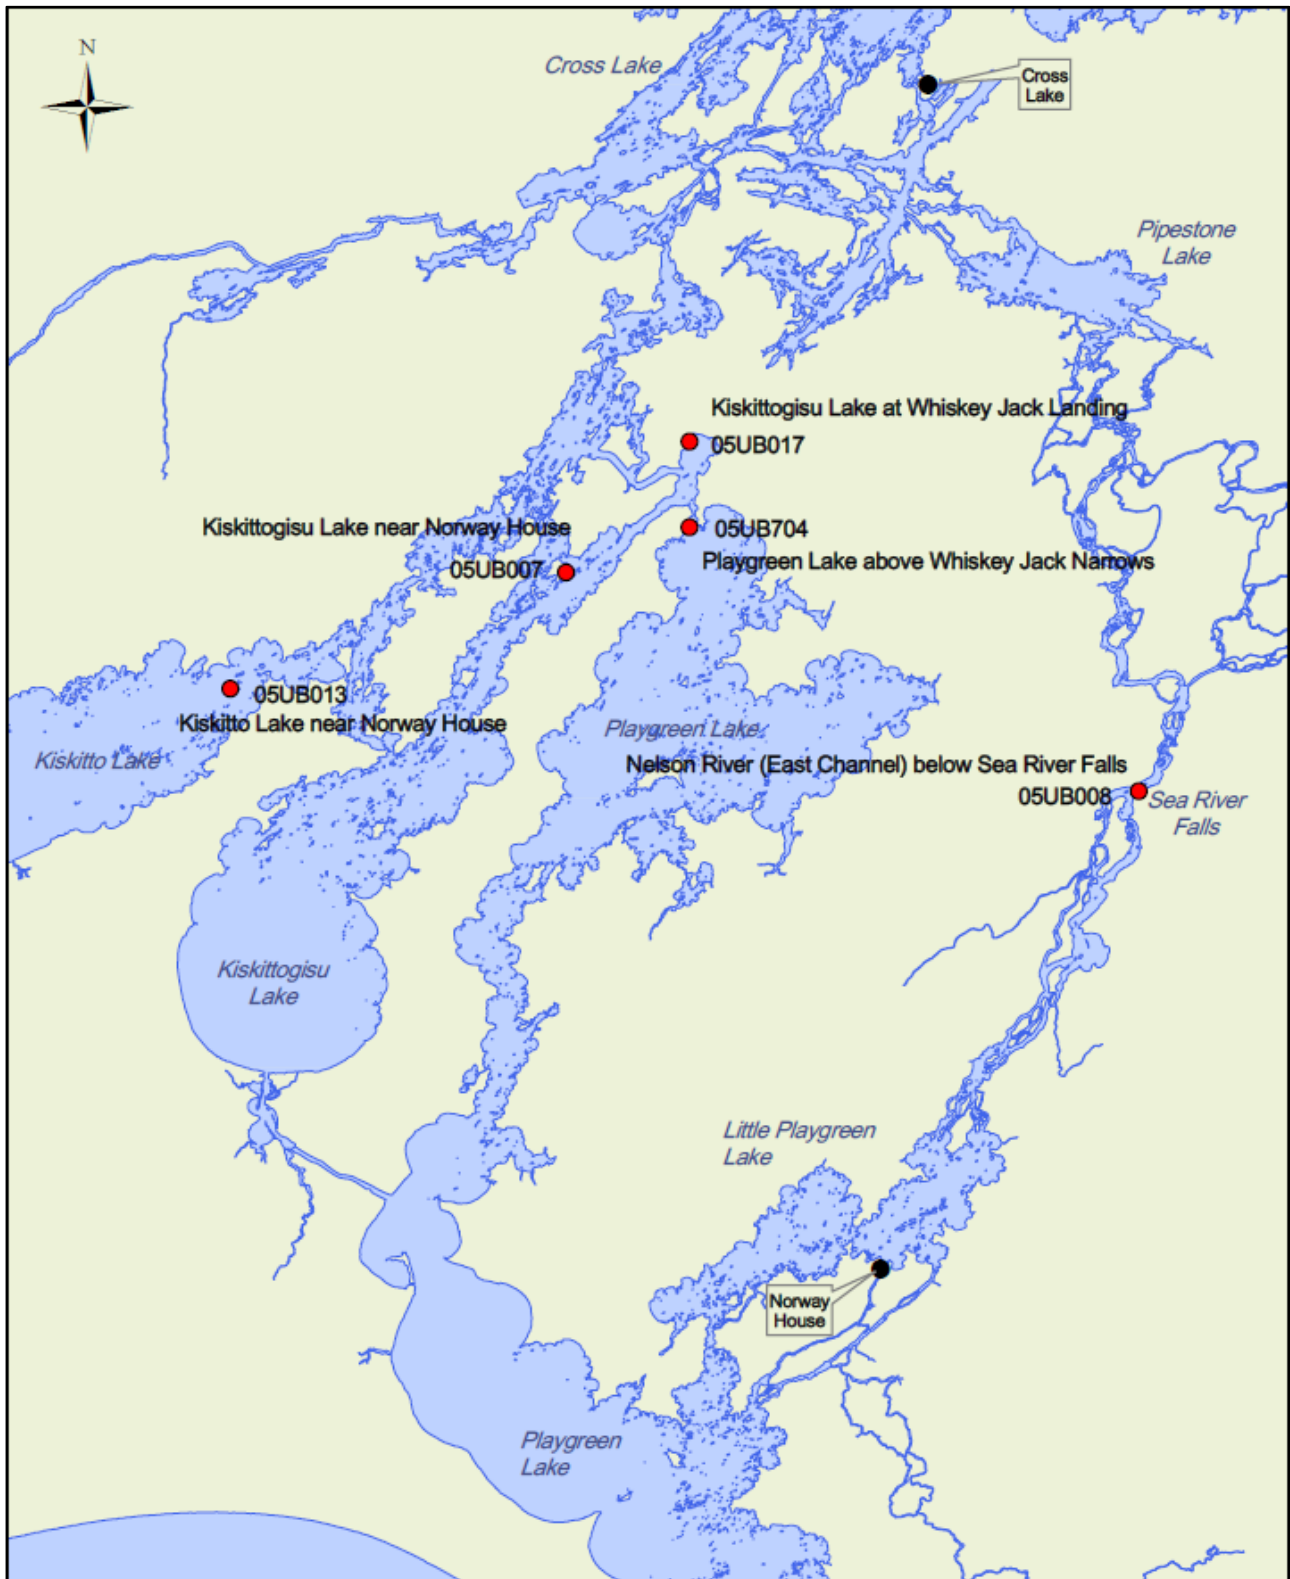 N
Cross Lake
Cross
Lake
Pipestone
Lake
Kiskittogisu Lake at Whiskey Jack Landing
05UB017
Kiskittogisu Lake near Norway House
05UB704
05UB007
Playgreen Lake above Whiskey Jack Narrows
05UB013
Kiskitto Lake near Norway House
Playgreen Lake
Kiskitto Lake
Nelson River (East Channel) below Sea River Falls
05UB008
Sea River
Falls
Kiskittogisu
Lake
Little Playgreen
Lake
Norway
House
Playgreen
Lake